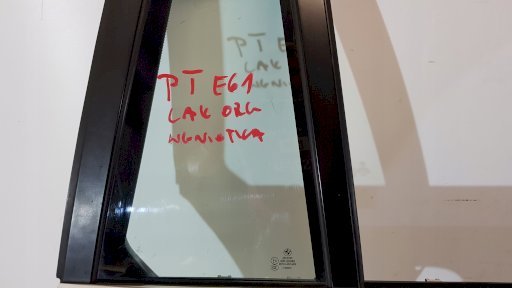 PT E61
LAK ORG
WGNIOTKA